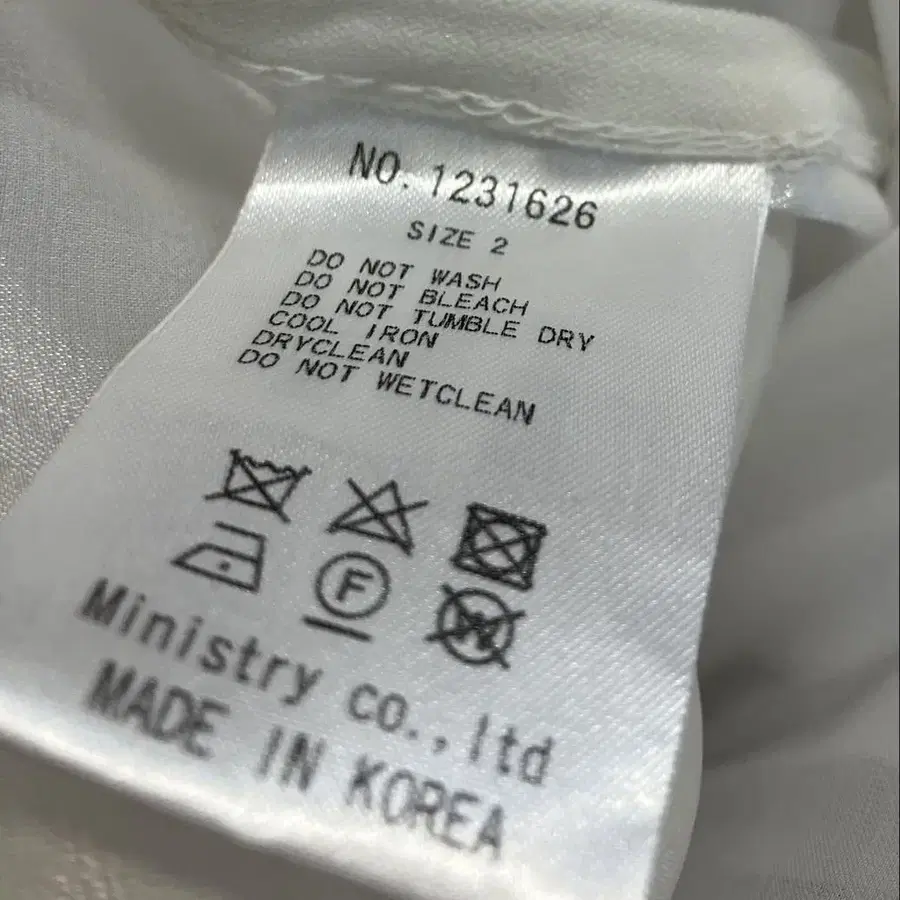 NO. 1231626
SIZE 2
DO NOT WASH
DO NOT BLEACH
DO NOT TUMBLE DRY
COOL IRON
DRYCLEAN
DO NOT WETCLEAN
F
W
Ministry co.,ltd
MADE IN KOREA